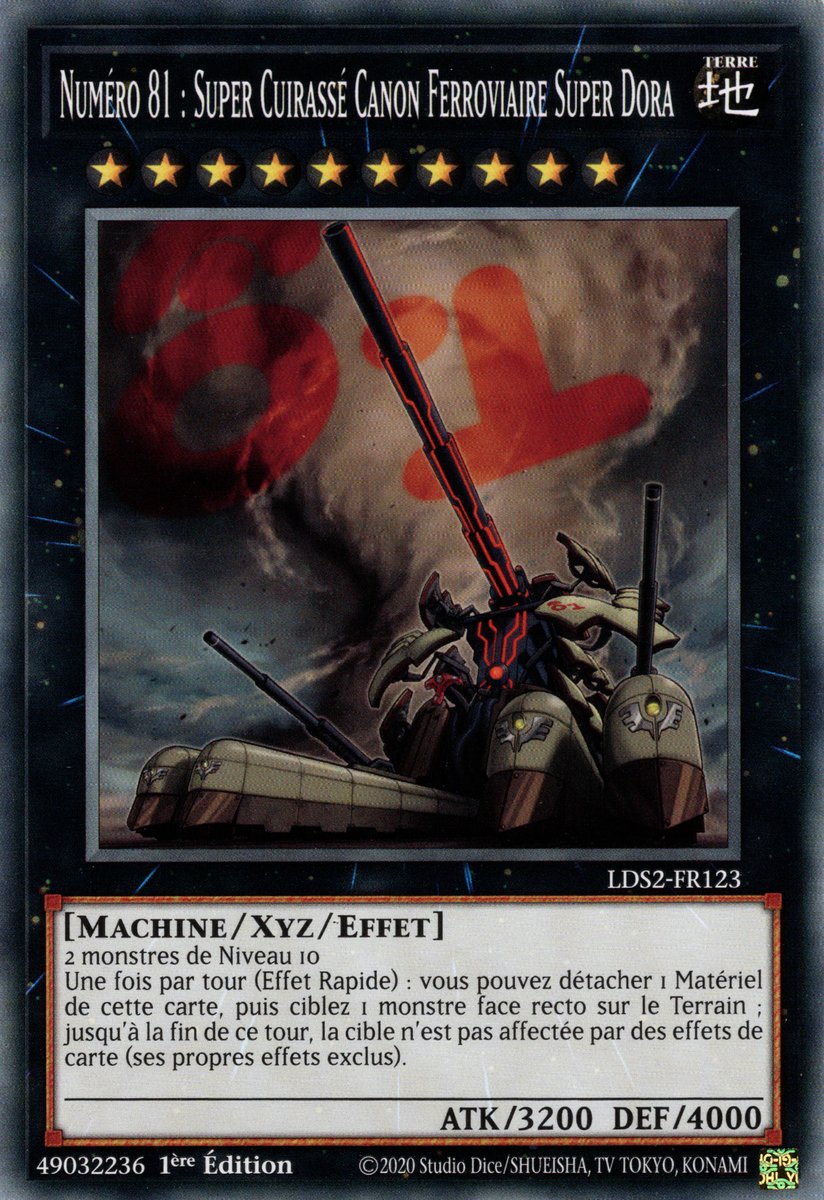 Numéro 81 : Super Cuirassé Canon Ferroviaire Super Dora
TERRE
地
81
81
LDS2-FR123
[Machine/Xyz/Effet]
2 monstres de Niveau 10
Une fois par tour (Effet Rapide) : vous pouvez détacher 1 Matériel
de cette carte, puis ciblez 1 monstre face recto sur le Terrain ;
jusqu'à la fin de ce tour, la cible n'est pas affectée par des effets de
carte (ses propres effets exclus).
ATK/3200 DEF/4000
49032236 1ère Édition ©2020 Studio Dice/SHUEISHA, TV TOKYO, KONAMI